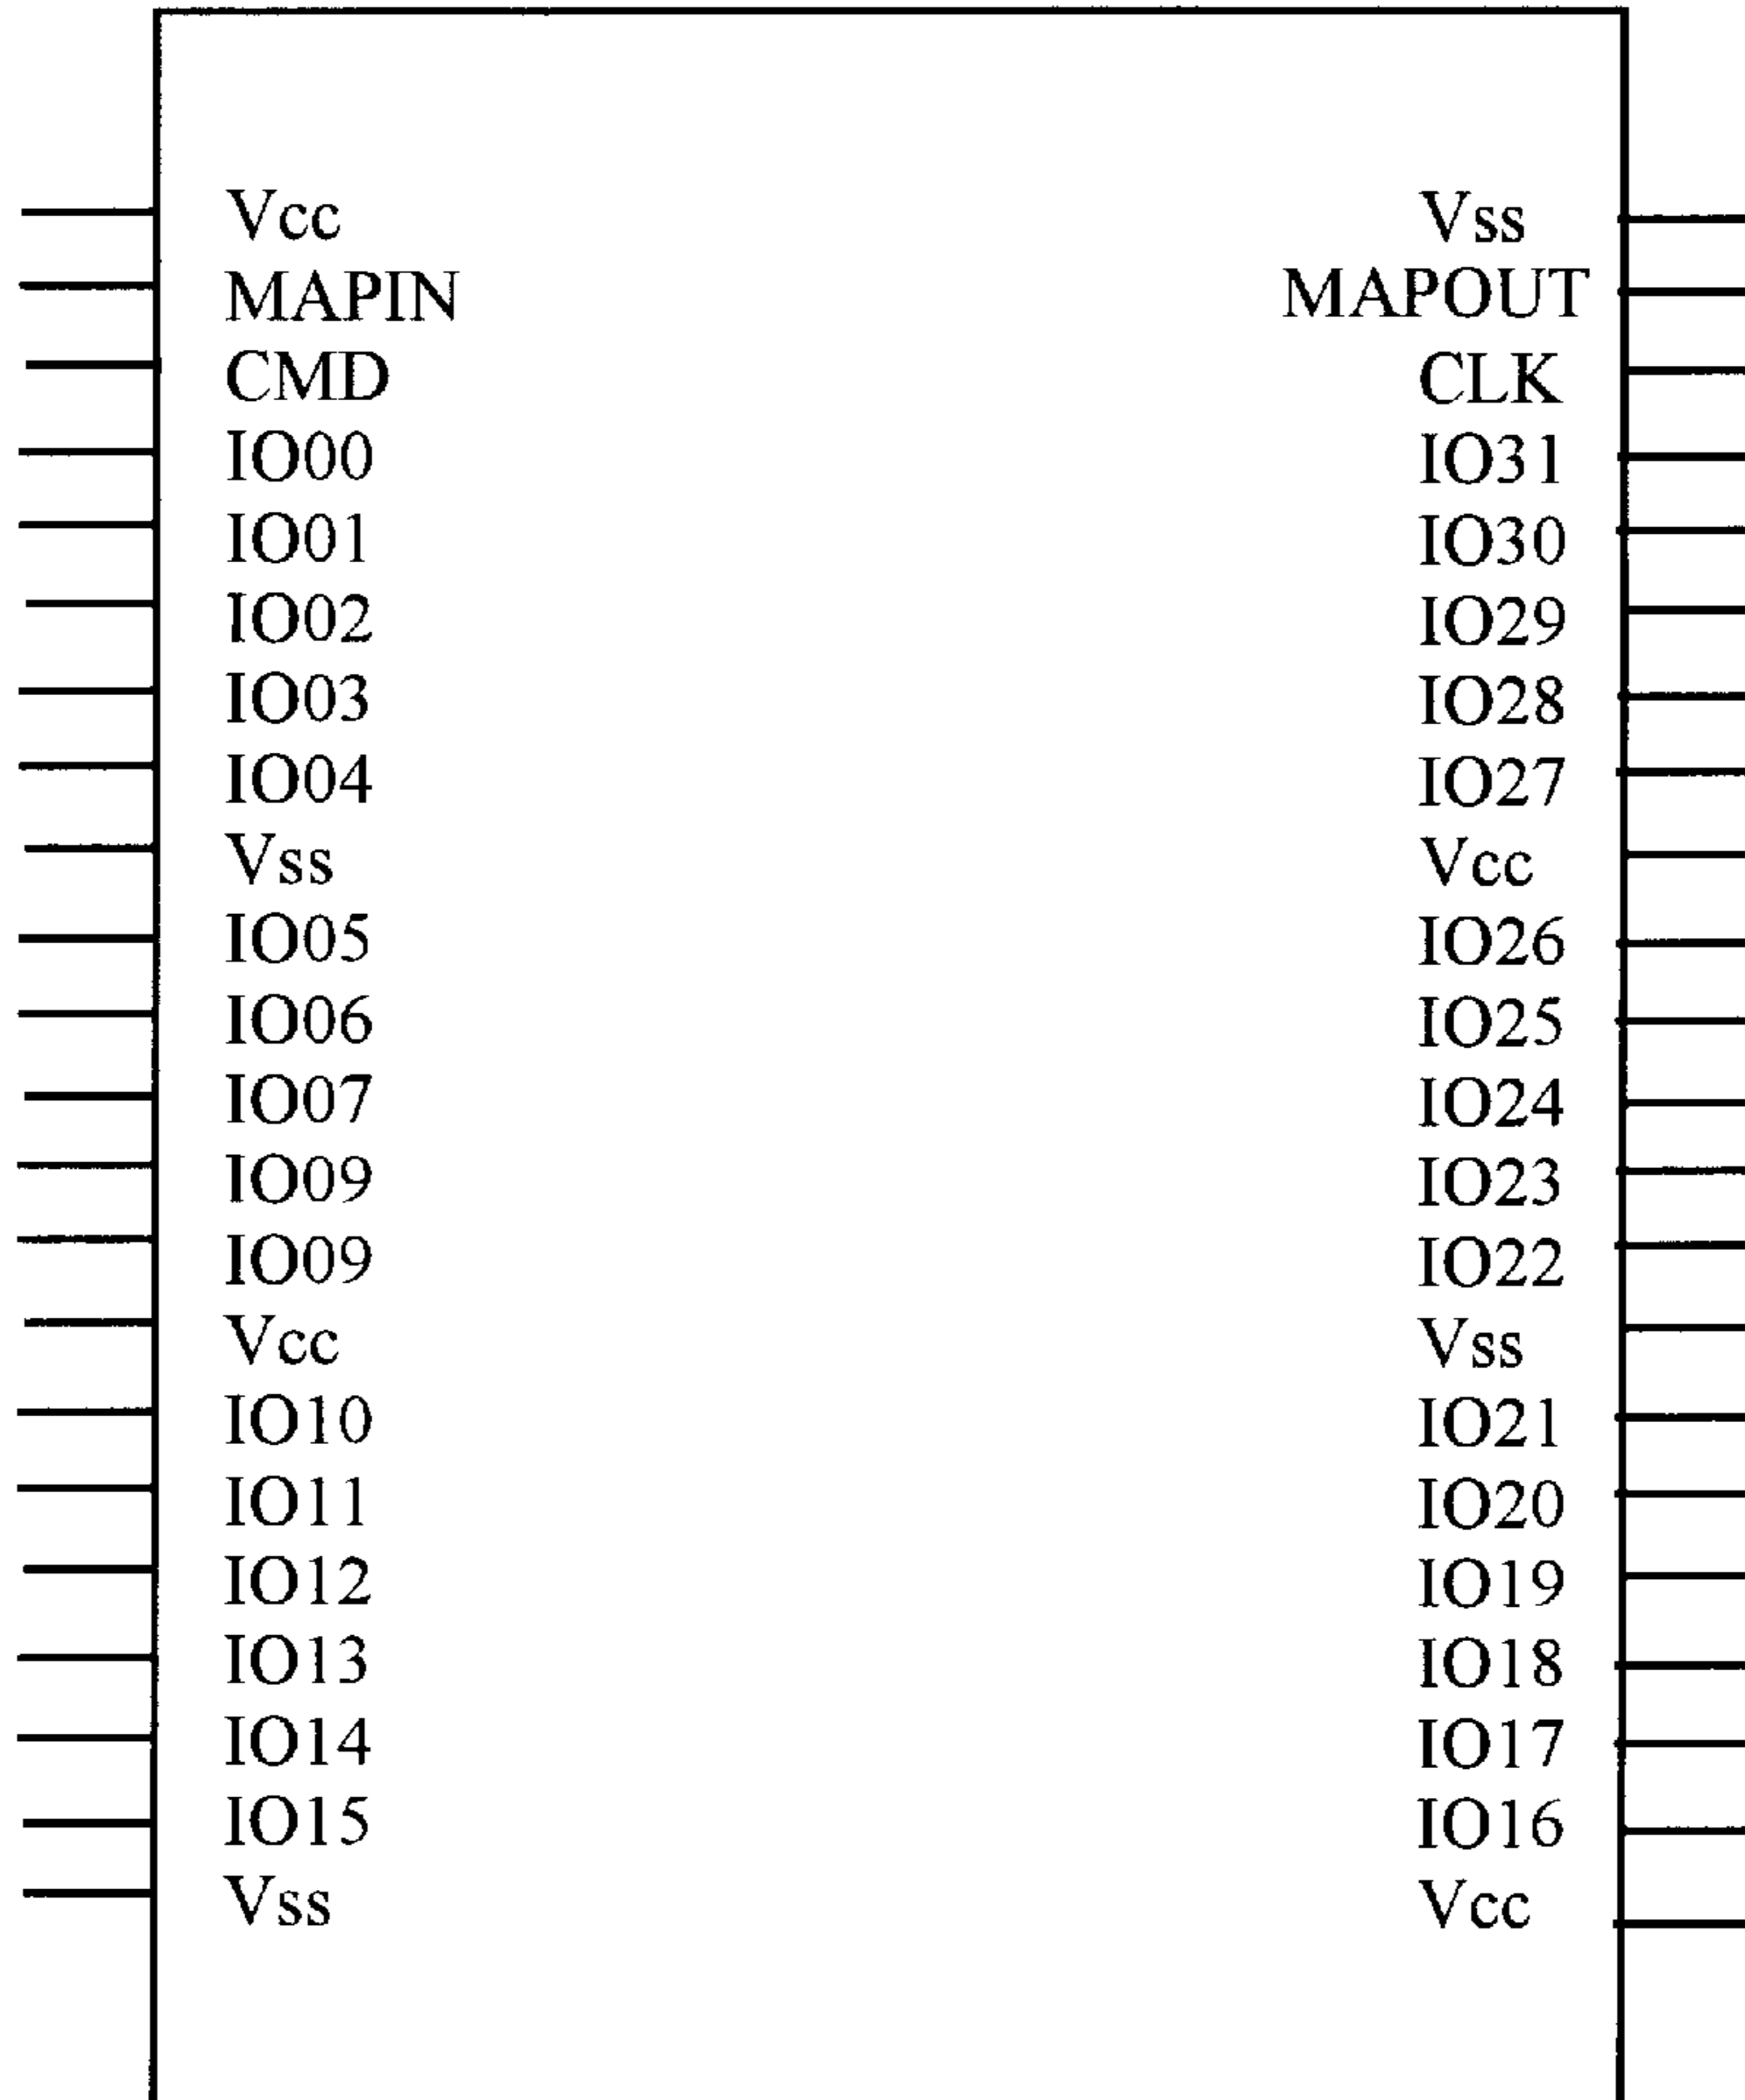 Vcc Vss
MAPIN MAPOUT
CMD CLK
IO00 IO31
IO01 IO30
IO02 IO29
IO03 IO28
IO04 IO27
Vss Vcc
IO05 IO26
IO06 IO25
IO07 IO24
IO09 IO23
IO09 IO22
Vcc Vss
IO10 IO21
IO11 IO20
IO12 IO19
IO13 IO18
IO14 IO17
IO15 IO16
Vss Vcc